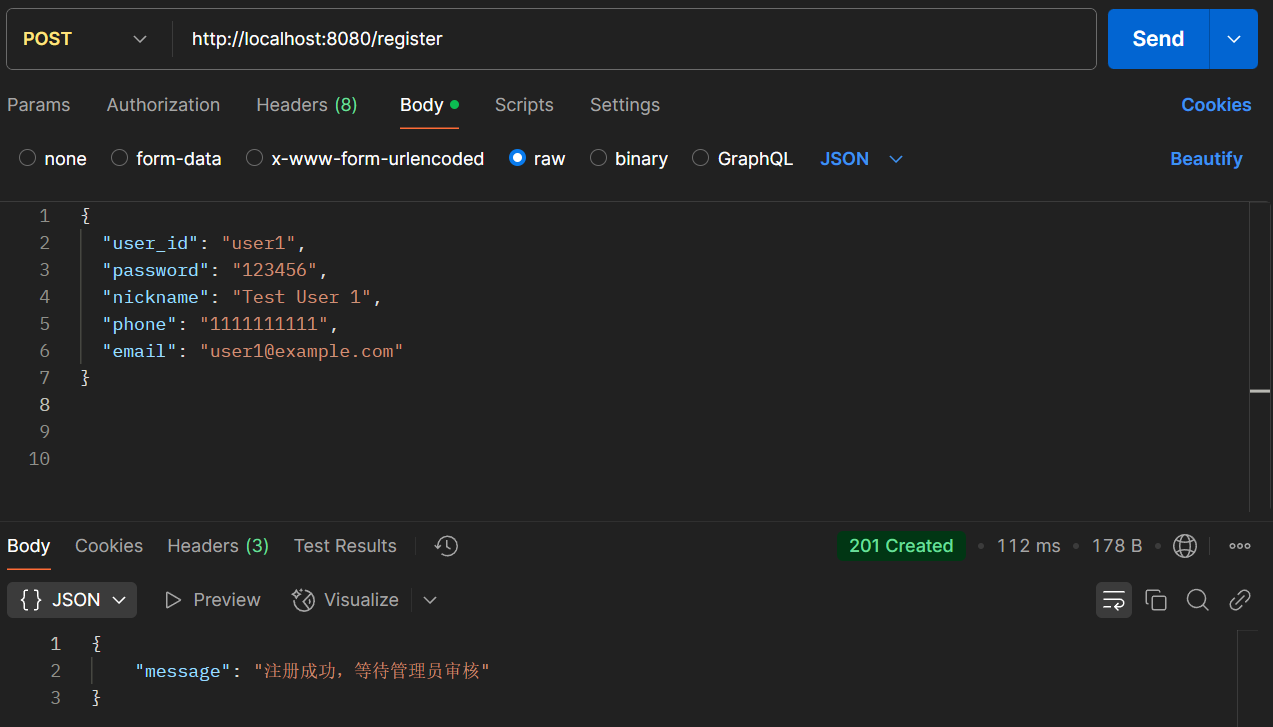 POST http://localhost:8080/register Send
Params Authorization Headers (8) Body Scripts Settings Cookies
none form-data x-www-form-urlencoded raw binary GraphQL JSON Beautify
1 {
2 "user_id": "user1",
3 "password": "123456",
4 "nickname": "Test User 1",
5 "phone": "1111111111",
6 "email": "user1@example.com"
7 }
8
9
10
Body Cookies Headers (3) Test Results 201 Created • 112 ms • 178 B •
{} JSON Preview Visualize
1 {
2 "message": "注册成功，等待管理员审核"
3 }